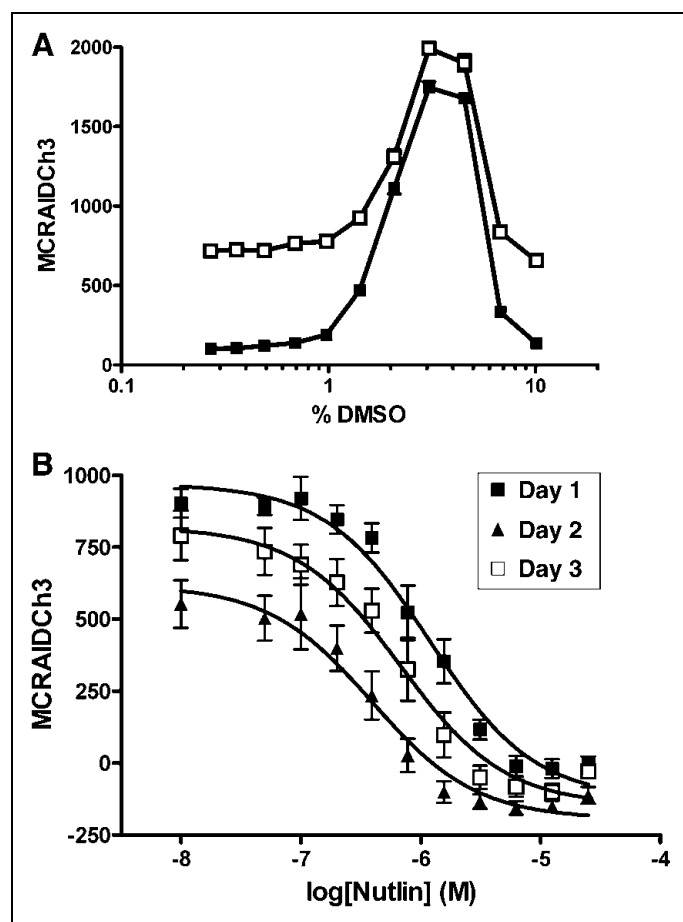 A
2000
1500
1000
500
0
MCRAIDCh3
0.1 1 10
% DMSO
B
1000
750
500
250
0
-250
MCRAIDCh3
Day 1
Day 2
Day 3
-8 -7 -6 -5 -4
log[Nutlin] (M)